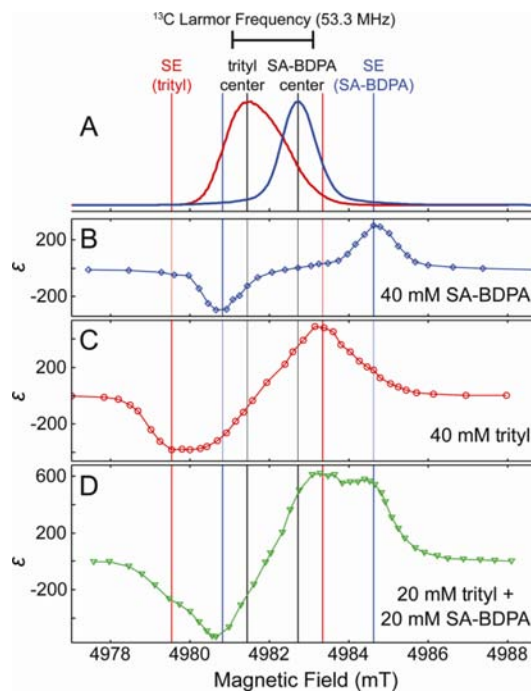 ¹³C Larmor Frequency (53.3 MHz)
SE (trityl)
trityl center
SA-BDPA center
SE (SA-BDPA)
A
B
200
-200
ε
40 mM SA-BDPA
C
200
-200
ε
40 mM trityl
D
600
200
-200
ε
20 mM trityl +
20 mM SA-BDPA
4978 4980 4982 4984 4986 4988
Magnetic Field (mT)